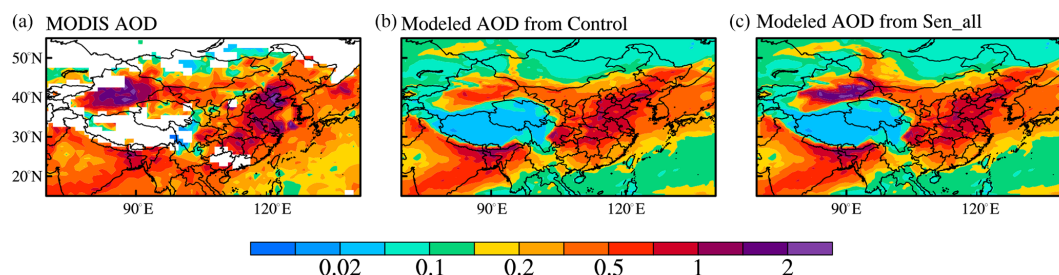 (a) MODIS AOD
(b) Modeled AOD from Control
(c) Modeled AOD from Sen_all
50°N
40°N
30°N
20°N
90°E 120°E
90°E 120°E
90°E 120°E
0.02 0.1 0.2 0.5 1 2